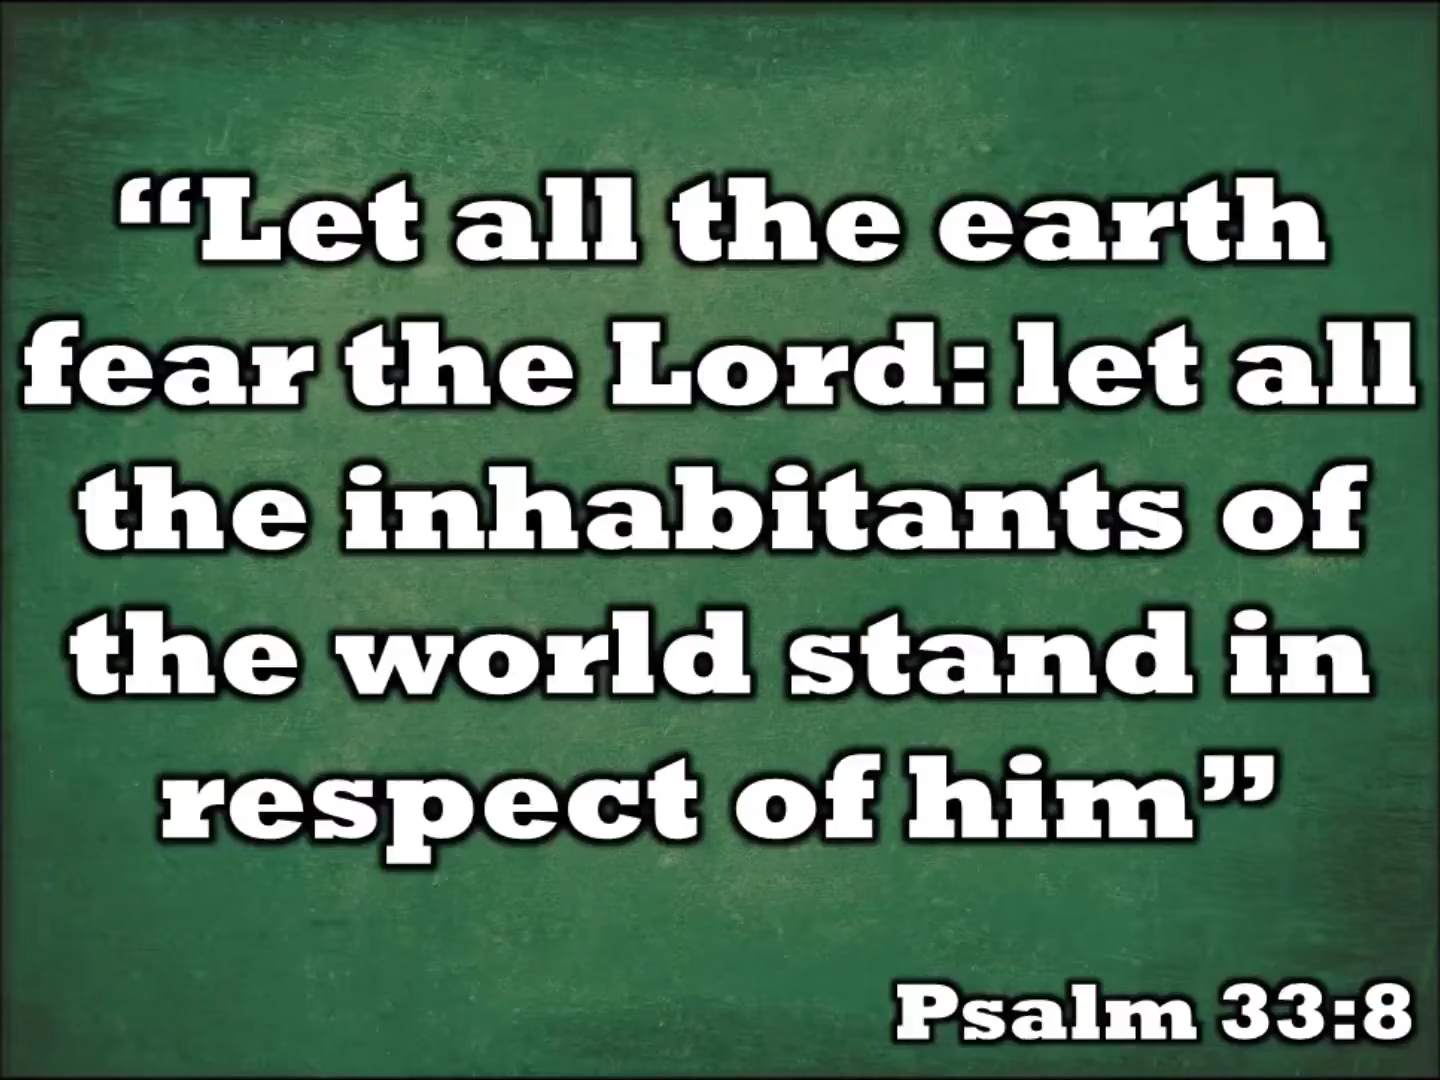 “Let all the earth
fear the Lord: let all
the inhabitants of
the world stand in
respect of him”
Psalm 33:8